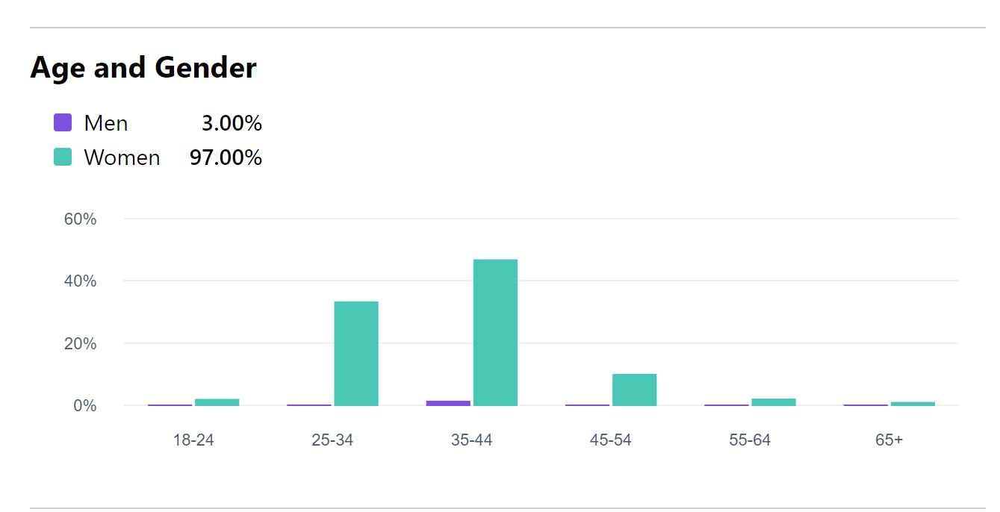 Age and Gender
Men 3.00%
Women 97.00%
60%
40%
20%
0%
18-24 25-34 35-44 45-54 55-64 65+